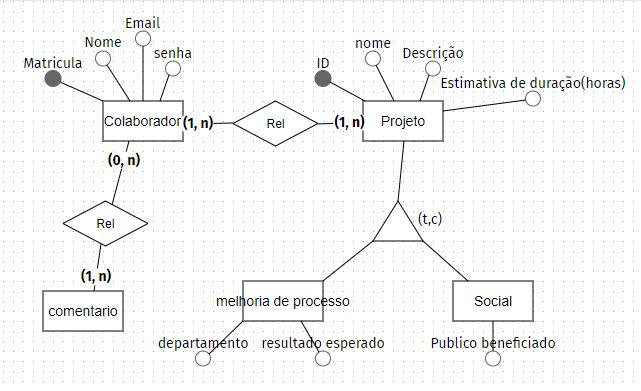 Email
Nome
senha
Matricula
nome
Descrição
ID
Estimativa de duração(horas)
Colaborador
(1, n)
Rel
(1, n)
Projeto
(0, n)
Rel
(t,c)
(1, n)
comentario
melhoria de processo
Social
departamento
resultado esperado
Publico beneficiado